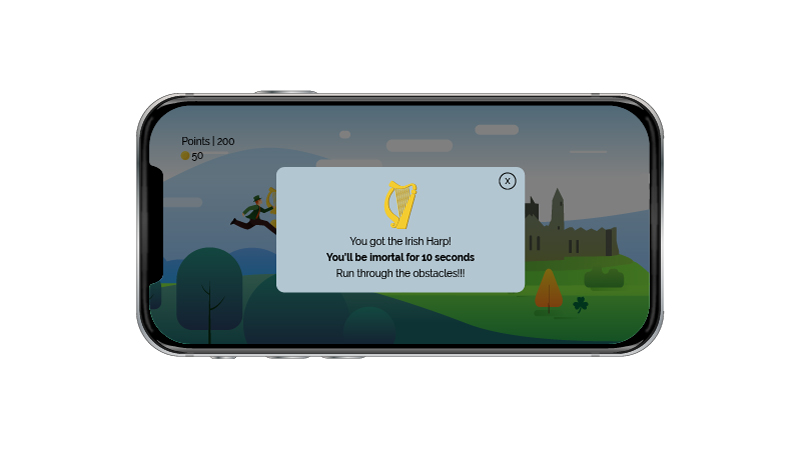 Points | 200
50
X
You got the Irish Harp!
You'll be imortal for 10 seconds
Run through the obstacles!!!